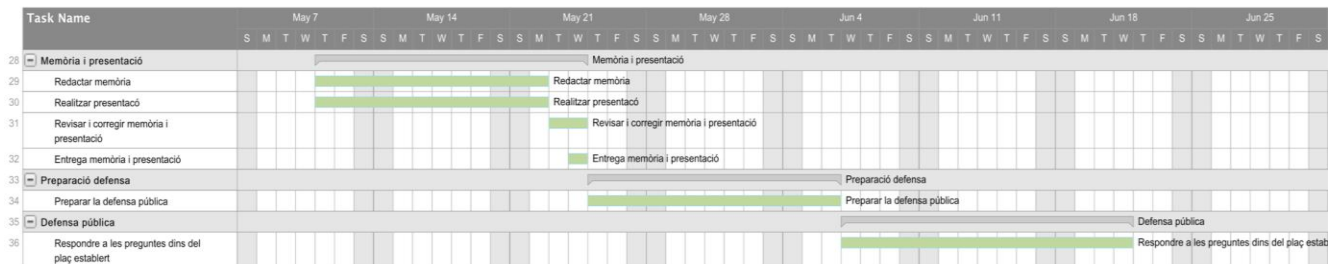 Task Name
May 7 May 14 May 21 May 28 Jun 4 Jun 11 Jun 18 Jun 25
S M T W T F S S M T W T F S S M T W T F S S M T W T F S S M T W T F S S M T W T F S S M T W T F S S M T W T F S
28 Memòria i presentació Memòria i presentació
29 Redactar memòria Redactar memòria
30 Realitzar presentacó Realitzar presentacó
31 Revisar i corregir memòria i Revisar i corregir memòria i presentació
presentació
32 Entrega memòria i presentació Entrega memòria i presentació
33 Preparació defensa Preparació defensa
34 Preparar la defensa pública Preparar la defensa pública
35 Defensa pública Defensa pública
36 Respondre a les preguntes dins del Respondre a les preguntes dins del plaç estab
plaç establert